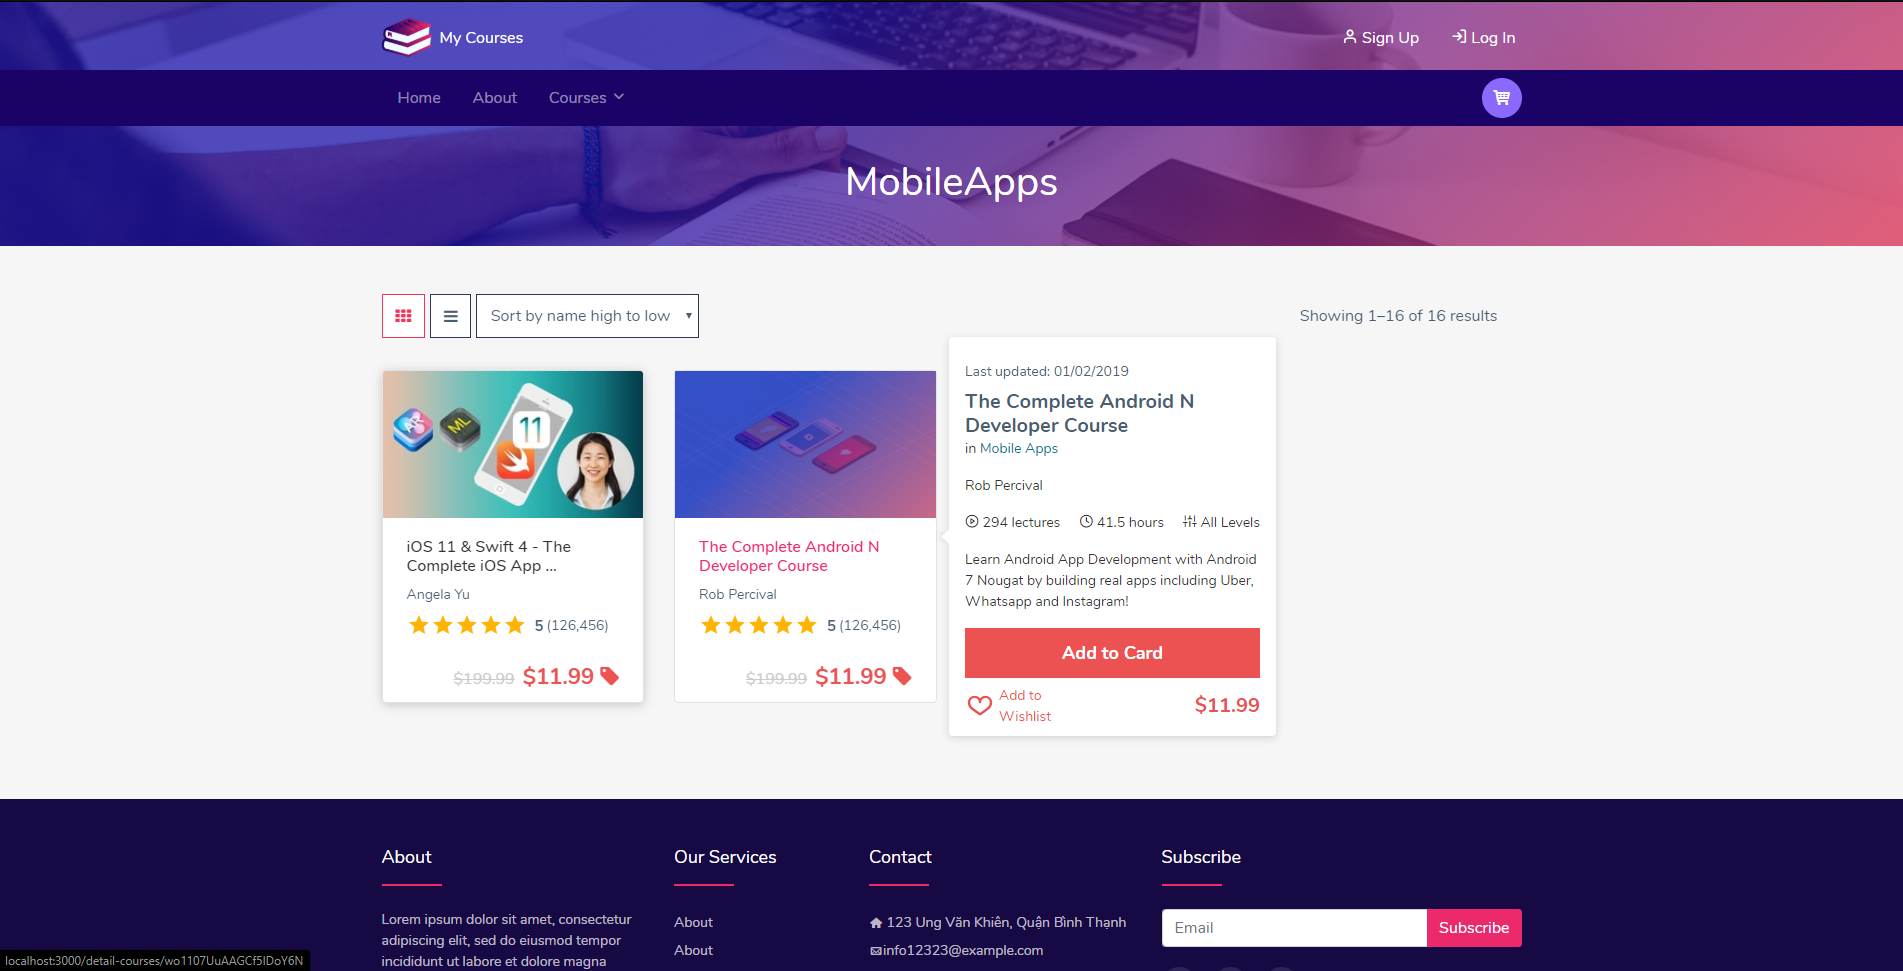 My Courses
Sign Up
Log In
Home
About
Courses
MobileApps
Sort by name high to low
Showing 1–16 of 16 results
AR
ML
11
iOS 11 & Swift 4 - The
Complete iOS App ...
Angela Yu
5 (126,456)
$199.99 $11.99
The Complete Android N
Developer Course
Rob Percival
5 (126,456)
$199.99 $11.99
Last updated: 01/02/2019
The Complete Android N
Developer Course
in Mobile Apps
Rob Percival
294 lectures
41.5 hours
All Levels
Learn Android App Development with Android
7 Nougat by building real apps including Uber,
Whatsapp and Instagram!
Add to Card
Add to
Wishlist
$11.99
About
Lorem ipsum dolor sit amet, consectetur
adipiscing elit, sed do eiusmod tempor
incididunt ut labore et dolore magna
Our Services
About
About
Contact
123 Ung Văn Khiên, Quận Bình Thạnh
info12323@example.com
Subscribe
Email
Subscribe
localhost:3000/detail-courses/wo1107UuAAGCf5IDoY6N